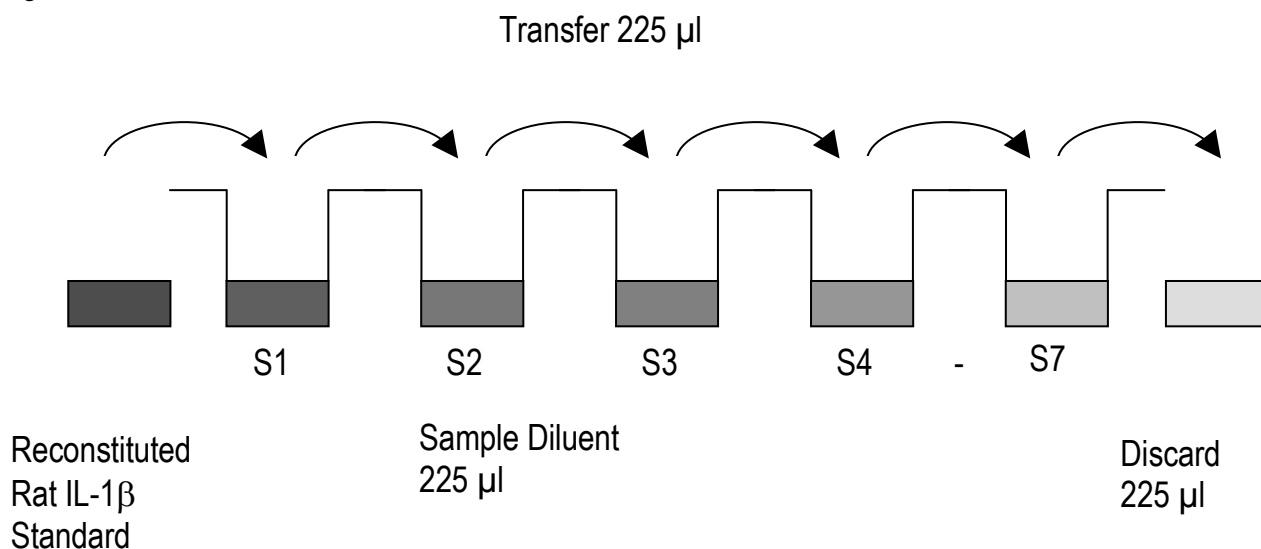 Transfer 225 µl
S1 S2 S3 S4 - S7
Reconstituted
Rat IL-1β
Standard
Sample Diluent
225 µl
Discard
225 µl